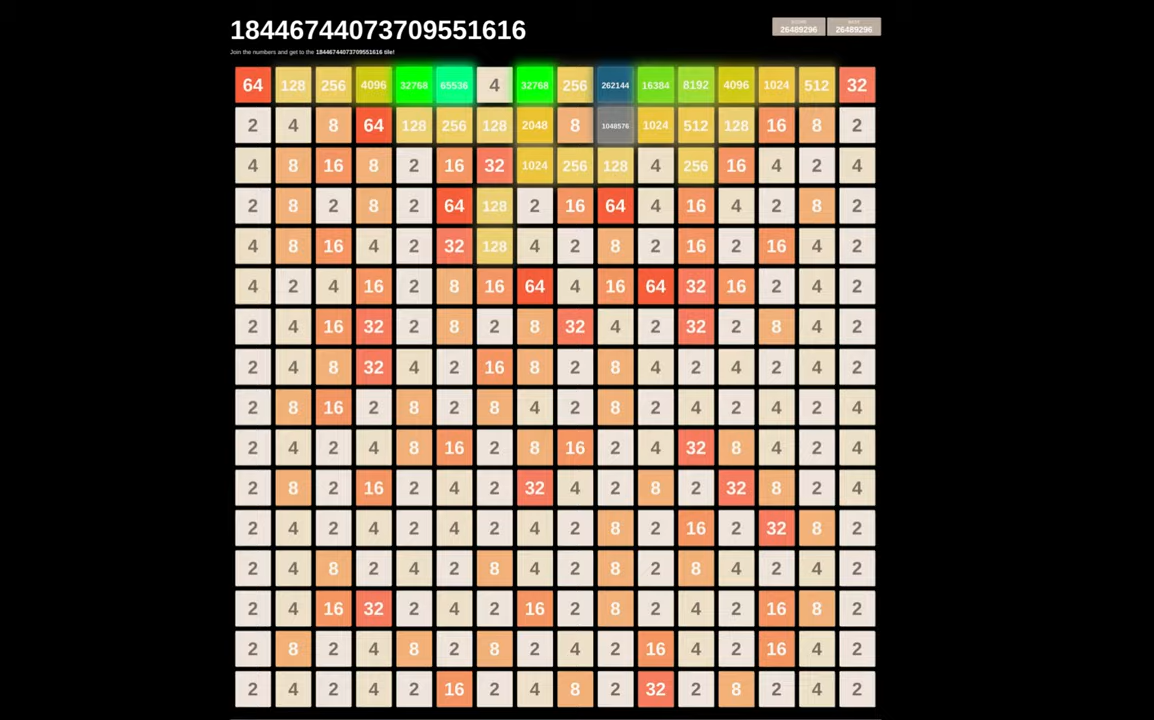 18446744073709551616
SCORE BEST
26489296 26489296
Join the numbers and get to the 18446744073709551616 tile!
64 128 256 4096 32768 65536 4 32768 256 262144 16384 8192 4096 1024 512 32
2 4 8 64 128 256 128 2048 8 1048576 1024 512 128 16 8 2
4 8 16 8 2 16 32 1024 256 128 4 256 16 4 2 4
2 8 2 8 2 64 128 2 16 64 4 16 4 2 8 2
4 8 16 4 2 32 128 4 2 8 2 16 2 16 4 2
4 2 4 16 2 8 16 64 4 16 64 32 16 2 4 2
2 4 16 32 2 8 2 8 32 4 2 32 2 8 4 2
2 4 8 32 4 2 16 8 2 8 4 2 4 2 4 2
2 8 16 2 8 2 8 4 2 8 2 4 2 4 2 4
2 4 2 4 8 16 2 8 16 2 4 32 8 4 2 4
2 8 2 16 2 4 2 32 4 2 8 2 32 8 2 4
2 4 2 4 2 4 2 4 2 8 2 16 2 32 8 2
2 4 8 2 4 2 8 4 2 8 2 8 4 2 4 2
2 4 16 32 2 4 2 16 2 8 2 4 2 16 8 2
2 8 2 4 8 2 8 2 4 2 16 4 2 16 4 2
2 4 2 4 2 16 2 4 8 2 32 2 8 2 4 2